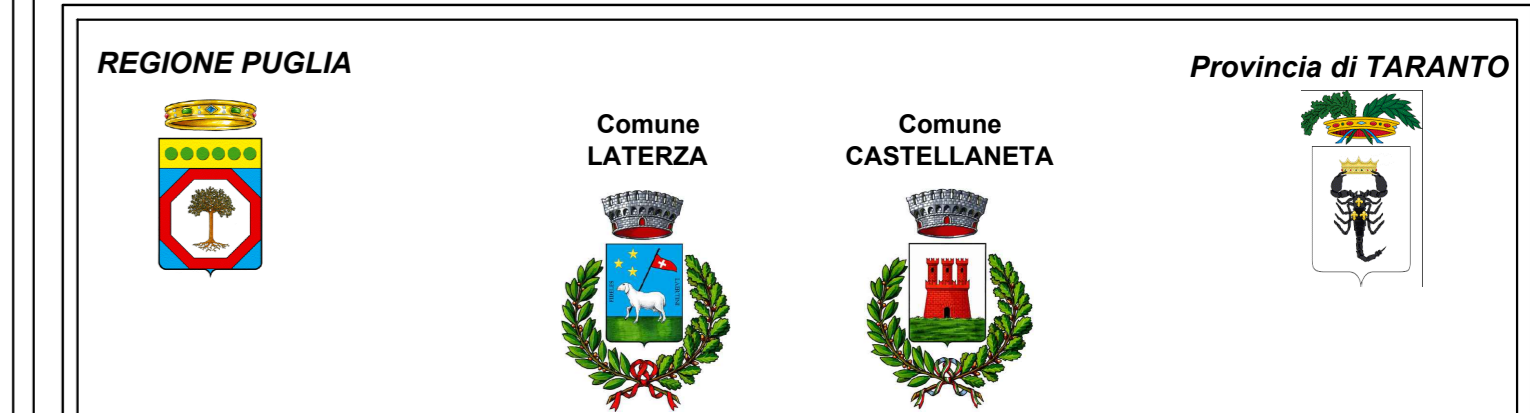 REGIONE PUGLIA
Provincia di TARANTO
Comune
LATERZA
Comune
CASTELLANETA